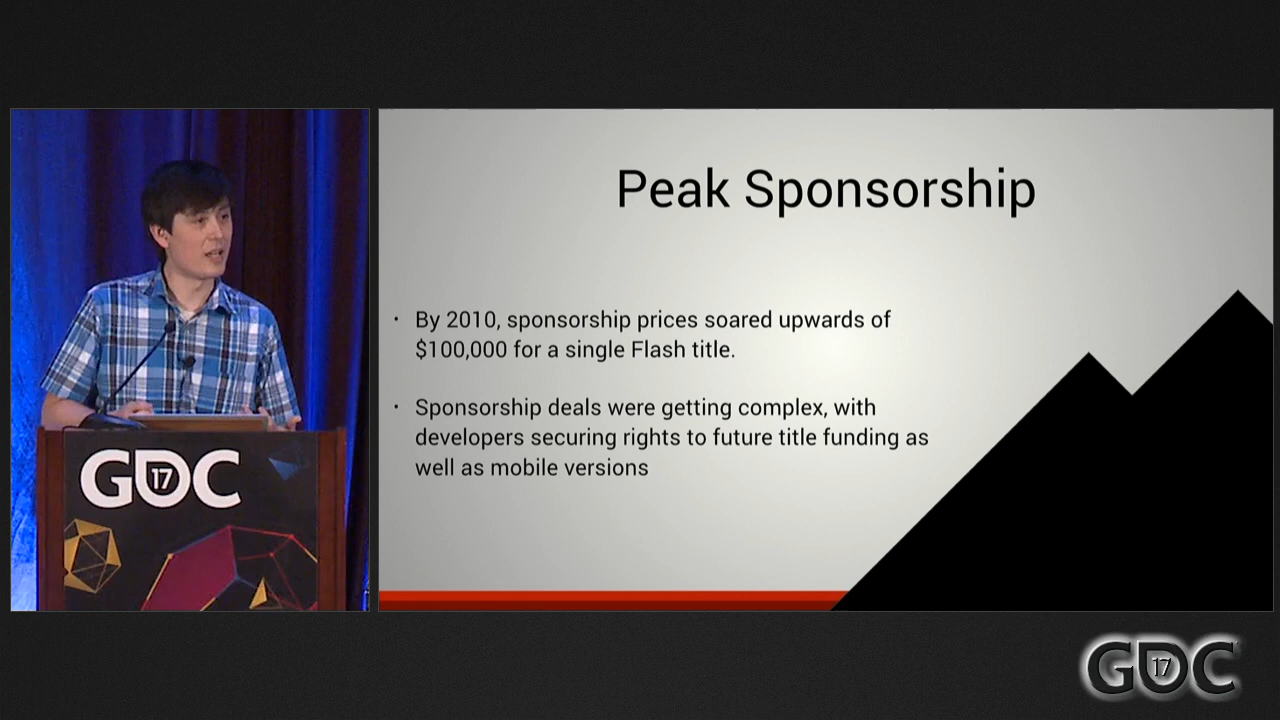 Peak Sponsorship
· By 2010, sponsorship prices soared upwards of
$100,000 for a single Flash title.
· Sponsorship deals were getting complex, with
developers securing rights to future title funding as
well as mobile versions
GDC 17
GDC 17